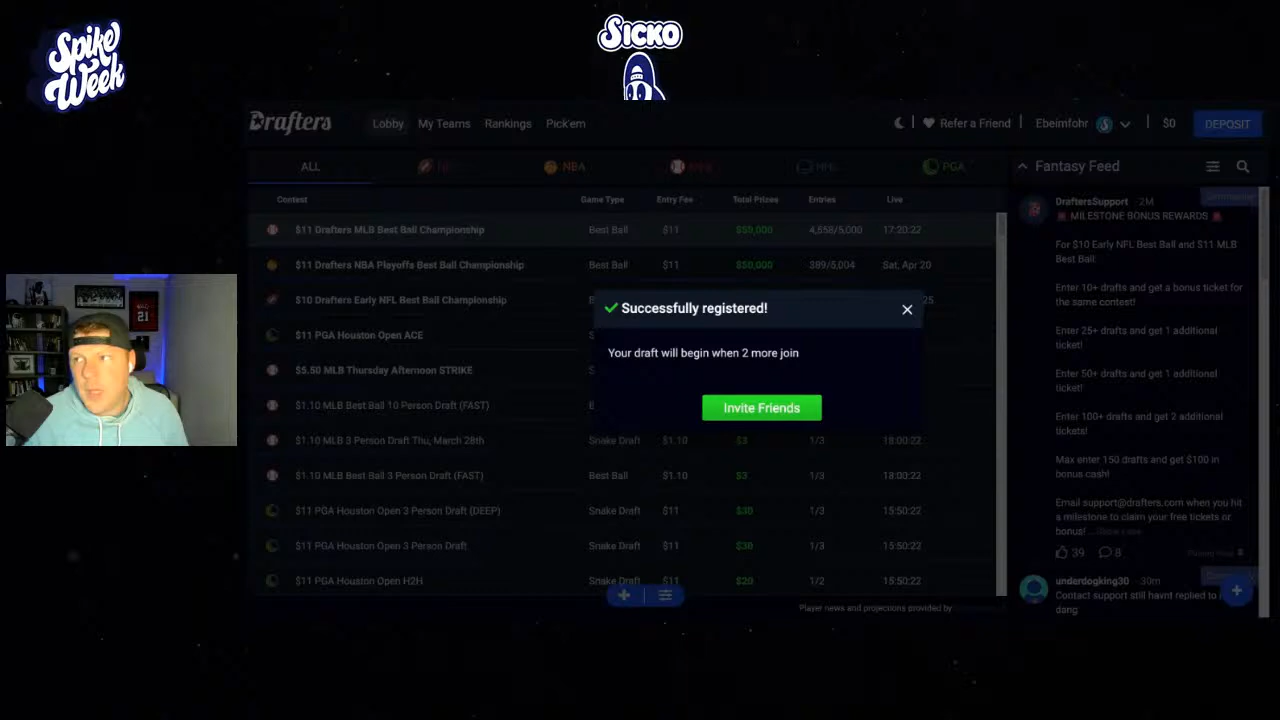 Spike Week
SICKO
Drafters Lobby My Teams Rankings Pick'em Refer a Friend Ebeimfohr $0 DEPOSIT
ALL NBA PGA
Fantasy Feed
Contest Game Type Entry Fee Total Prizes Entries Live
$11 Drafters MLB Best Ball Championship Best Ball $11 $50,000 4,558/5,000 17:20:22
$11 Drafters NBA Playoffs Best Ball Championship Best Ball $11 $50,000 389/5,004 Sat, Apr 20
$10 Drafters Early NFL Best Ball Championship
$11 PGA Houston Open ACE
$5.50 MLB Thursday Afternoon STRIKE
$1.10 MLB Best Ball 10 Person Draft (FAST)
$1.10 MLB 3 Person Draft Thu, March 28th Snake Draft $1.10 $3 1/3 18:00:22
$1.10 MLB Best Ball 3 Person Draft (FAST) Best Ball $1.10 $3 1/3 18:00:22
$11 PGA Houston Open 3 Person Draft (DEEP) Snake Draft $11 $30 1/3 15:50:22
$11 PGA Houston Open 3 Person Draft Snake Draft $11 $30 1/3 15:50:22
$11 PGA Houston Open H2H Snake Draft $11 $20 1/2 15:50:22
Player news and projections provided by
Successfully registered!
Your draft will begin when 2 more join
Invite Friends
DraftersSupport · 2M
MILESTONE BONUS REWARDS
For $10 Early NFL Best Ball and $11 MLB
Best Ball:
Enter 10+ drafts and get a bonus ticket for
the same contest!
Enter 25+ drafts and get 1 additional
ticket!
Enter 50+ drafts and get 1 additional
ticket!
Enter 100+ drafts and get 2 additional
tickets!
Max enter 150 drafts and get $100 in
bonus cash!
Email support@drafters.com when you hit
a milestone to claim your free tickets or
bonus!
39 8
underdogking30 · 30m
Contact support still havnt replied to
dang
21